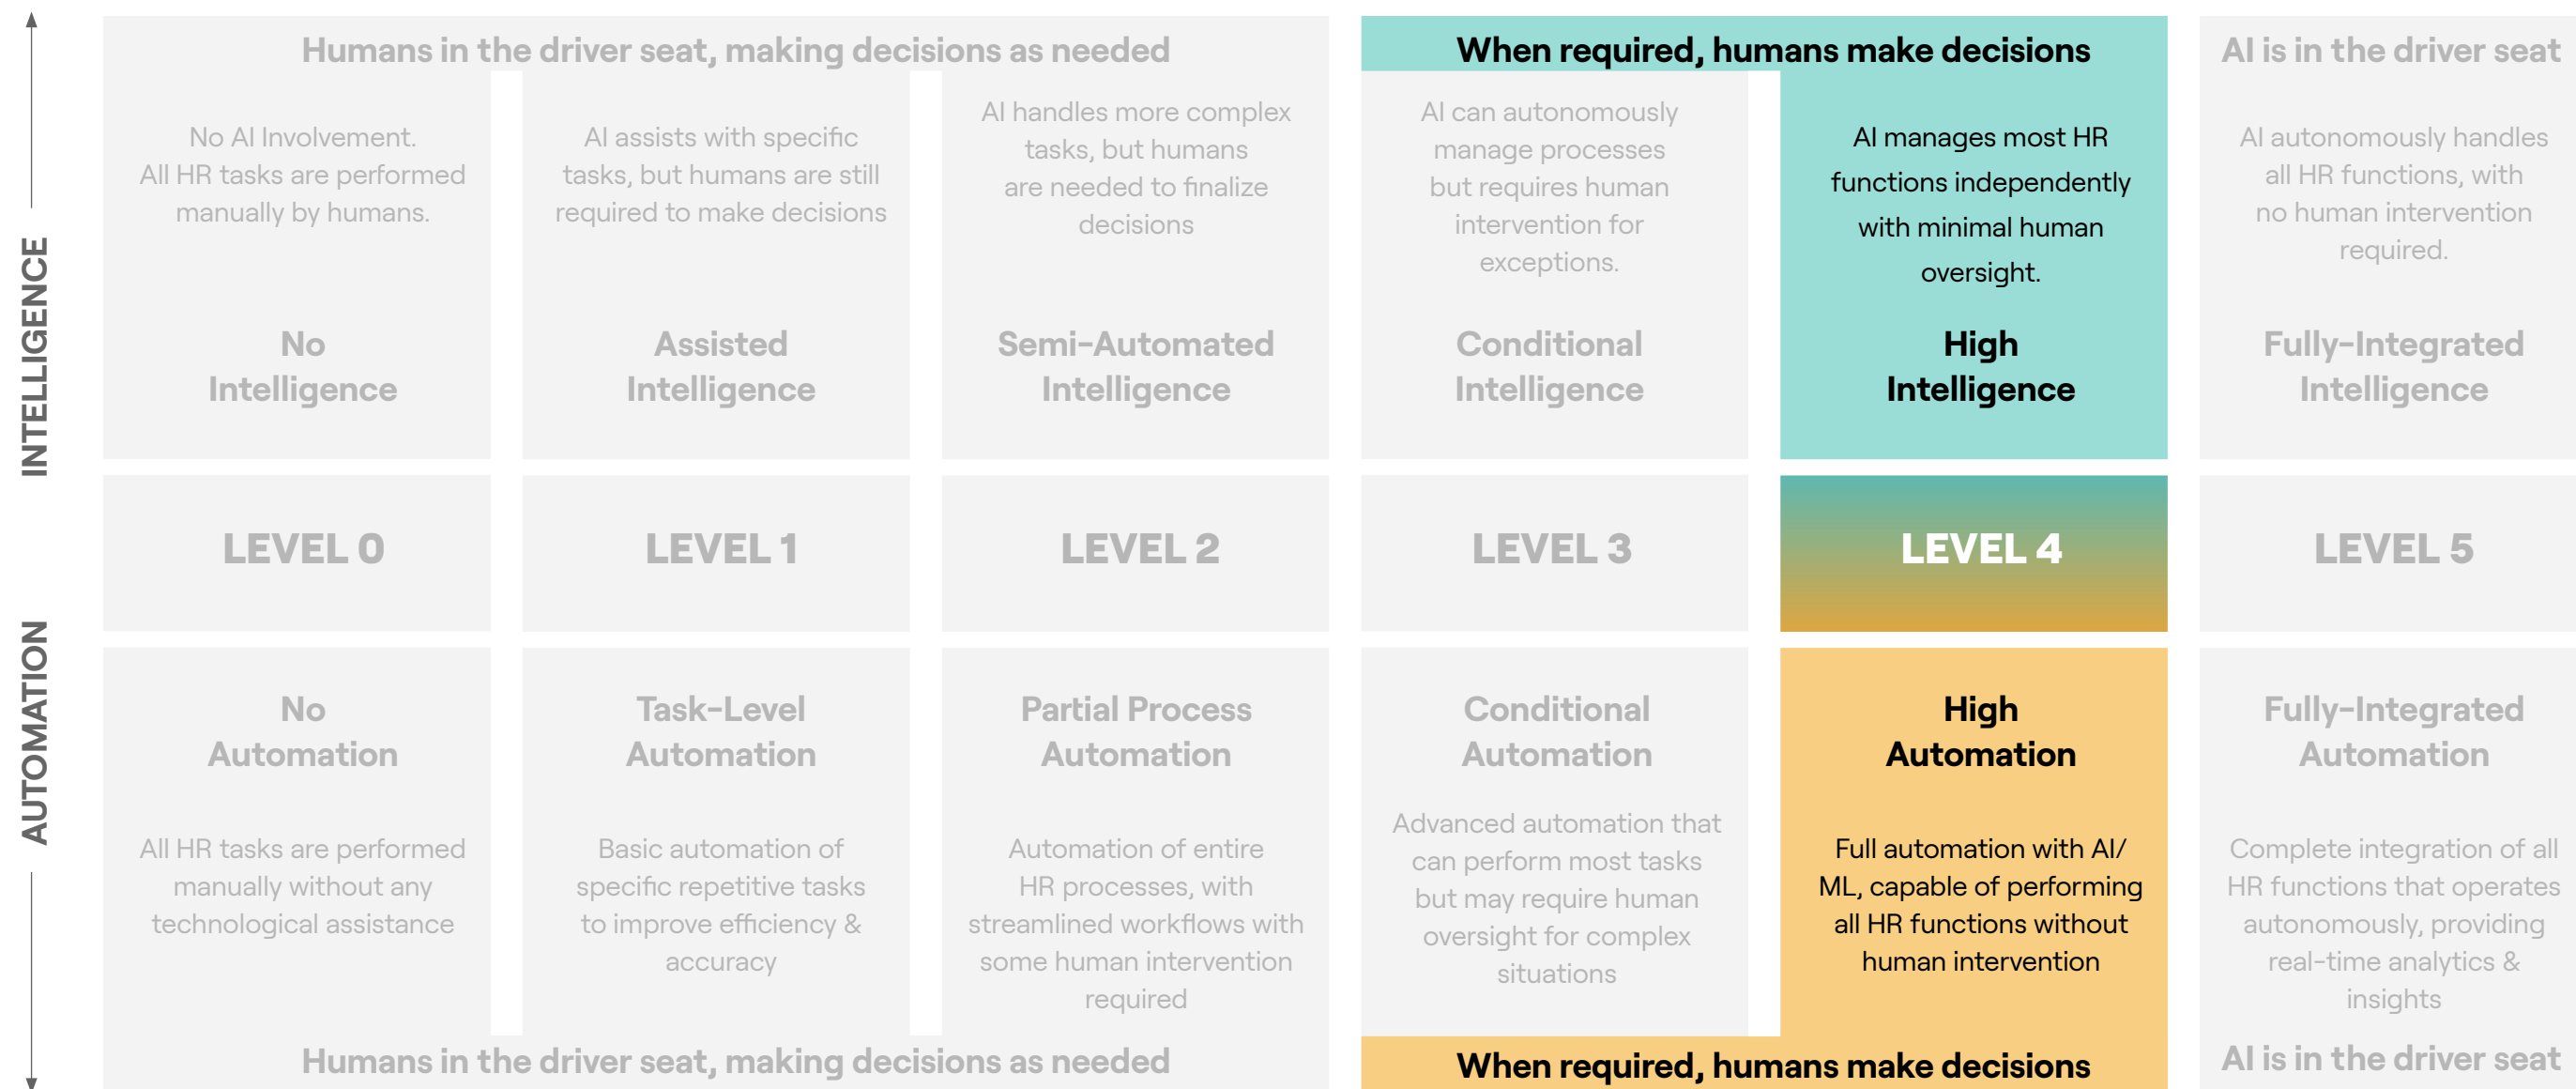 INTELLIGENCE
AUTOMATION
Humans in the driver seat, making decisions as needed
When required, humans make decisions
AI is in the driver seat
No AI Involvement.
All HR tasks are performed
manually by humans.
No
Intelligence
AI assists with specific
tasks, but humans are still
required to make decisions
Assisted
Intelligence
AI handles more complex
tasks, but humans
are needed to finalize
decisions
Semi-Automated
Intelligence
AI can autonomously
manage processes
but requires human
intervention for
exceptions.
Conditional
Intelligence
AI manages most HR
functions independently
with minimal human
oversight.
High
Intelligence
AI autonomously handles
all HR functions, with
no human intervention
required.
Fully-Integrated
Intelligence
LEVEL 0
LEVEL 1
LEVEL 2
LEVEL 3
LEVEL 4
LEVEL 5
No
Automation
All HR tasks are performed
manually without any
technological assistance
Task-Level
Automation
Basic automation of
specific repetitive tasks
to improve efficiency &
accuracy
Partial Process
Automation
Automation of entire
HR processes, with
streamlined workflows with
some human intervention
required
Conditional
Automation
Advanced automation that
can perform most tasks
but may require human
oversight for complex
situations
High
Automation
Full automation with AI/
ML, capable of performing
all HR functions without
human intervention
Fully-Integrated
Automation
Complete integration of all
HR functions that operates
autonomously, providing
real-time analytics &
insights
Humans in the driver seat, making decisions as needed
When required, humans make decisions
AI is in the driver seat